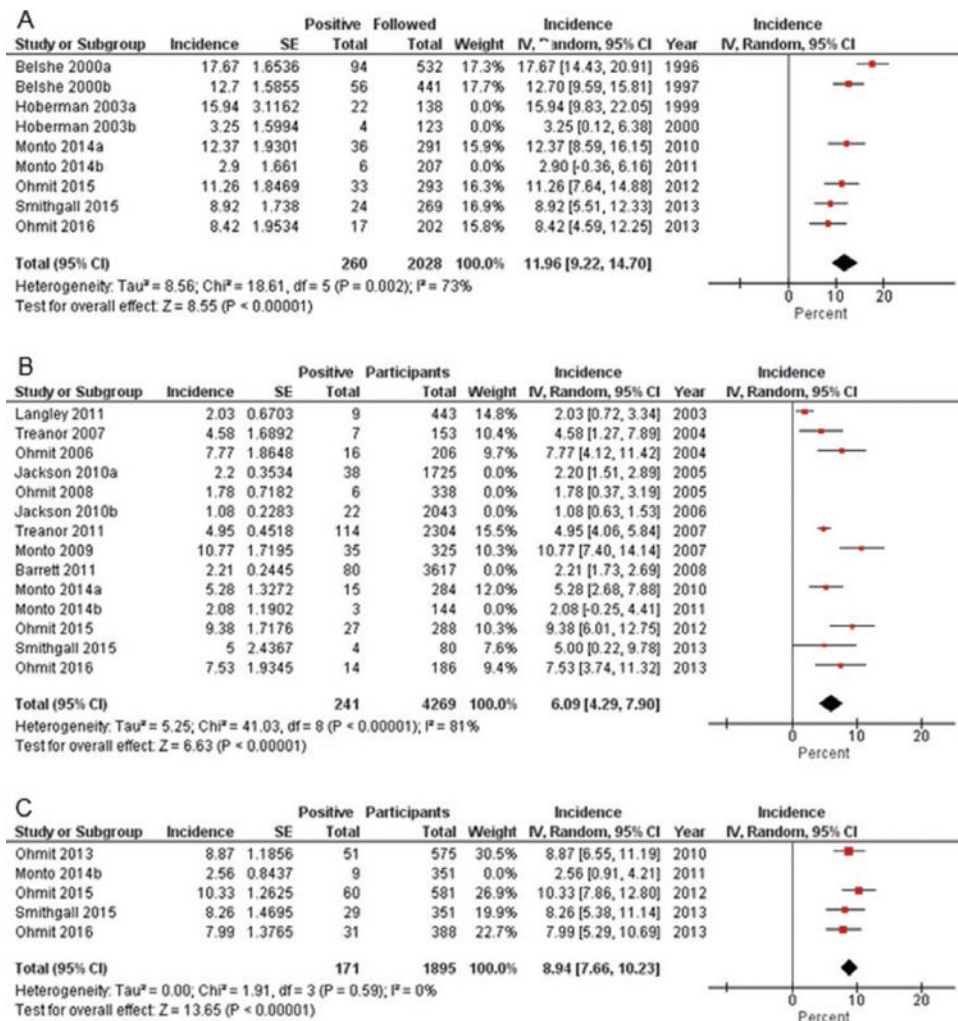 A
Positive Followed Incidence Incidence
Study or Subgroup Incidence SE Total Total Weight IV, Random, 95% CI Year IV, Random, 95% CI
Belshe 2000a 17.67 1.6536 94 532 17.3% 17.67 [14.43, 20.91] 1996
Belshe 2000b 12.7 1.5855 56 441 17.7% 12.70 [9.59, 15.81] 1997
Hoberman 2003a 15.94 3.1162 22 138 0.0% 15.94 [9.83, 22.05] 1999
Hoberman 2003b 3.25 1.5994 4 123 0.0% 3.25 [0.12, 6.38] 2000
Monto 2014a 12.37 1.9301 36 291 15.9% 12.37 [8.59, 16.15] 2010
Monto 2014b 2.9 1.661 6 207 0.0% 2.90 [-0.36, 6.16] 2011
Ohmit 2015 11.26 1.8469 33 293 16.3% 11.26 [7.64, 14.88] 2012
Smithgall 2015 8.92 1.738 24 269 16.9% 8.92 [5.51, 12.33] 2013
Ohmit 2016 8.42 1.9534 17 202 15.8% 8.42 [4.59, 12.25] 2013
Total (95% CI) 260 2028 100.0% 11.96 [9.22, 14.70]
Heterogeneity: Tau² = 8.56; Chi² = 18.61, df = 5 (P = 0.002); I² = 73%
Test for overall effect: Z = 8.55 (P < 0.00001)
0 10 20
Percent
B
Positive Participants Incidence Incidence
Study or Subgroup Incidence SE Total Total Weight IV, Random, 95% CI Year IV, Random, 95% CI
Langley 2011 2.03 0.6703 9 443 14.8% 2.03 [0.72, 3.34] 2003
Treanor 2007 4.58 1.6892 7 153 10.4% 4.58 [1.27, 7.89] 2004
Ohmit 2006 7.77 1.8648 16 206 9.7% 7.77 [4.12, 11.42] 2004
Jackson 2010a 2.2 0.3534 38 1725 0.0% 2.20 [1.51, 2.89] 2005
Ohmit 2008 1.78 0.7182 6 338 0.0% 1.78 [0.37, 3.19] 2005
Jackson 2010b 1.08 0.2283 22 2043 0.0% 1.08 [0.63, 1.53] 2006
Treanor 2011 4.95 0.4518 114 2304 15.5% 4.95 [4.06, 5.84] 2007
Monto 2009 10.77 1.7195 35 325 10.3% 10.77 [7.40, 14.14] 2007
Barrett 2011 2.21 0.2445 80 3617 0.0% 2.21 [1.73, 2.69] 2008
Monto 2014a 5.28 1.3272 15 284 12.0% 5.28 [2.68, 7.88] 2010
Monto 2014b 2.08 1.1902 3 144 0.0% 2.08 [-0.25, 4.41] 2011
Ohmit 2015 9.38 1.7176 27 288 10.3% 9.38 [6.01, 12.75] 2012
Smithgall 2015 5 2.4367 4 80 7.6% 5.00 [0.22, 9.78] 2013
Ohmit 2016 7.53 1.9345 14 186 9.4% 7.53 [3.74, 11.32] 2013
Total (95% CI) 241 4269 100.0% 6.09 [4.29, 7.90]
Heterogeneity: Tau² = 5.25; Chi² = 41.03, df = 8 (P < 0.00001); I² = 81%
Test for overall effect: Z = 6.63 (P < 0.00001)
0 10 20
Percent
C
Positive Participants Incidence Incidence
Study or Subgroup Incidence SE Total Total Weight IV, Random, 95% CI Year IV, Random, 95% CI
Ohmit 2013 8.87 1.1856 51 575 30.5% 8.87 [6.55, 11.19] 2010
Monto 2014b 2.56 0.8437 9 351 0.0% 2.56 [0.91, 4.21] 2011
Ohmit 2015 10.33 1.2625 60 581 26.9% 10.33 [7.86, 12.80] 2012
Smithgall 2015 8.26 1.4695 29 351 19.9% 8.26 [5.38, 11.14] 2013
Ohmit 2016 7.99 1.3765 31 388 22.7% 7.99 [5.29, 10.69] 2013
Total (95% CI) 171 1895 100.0% 8.94 [7.66, 10.23]
Heterogeneity: Tau² = 0.00; Chi² = 1.91, df = 3 (P = 0.59); I² = 0%
Test for overall effect: Z = 13.65 (P < 0.00001)
0 10 20
Percent